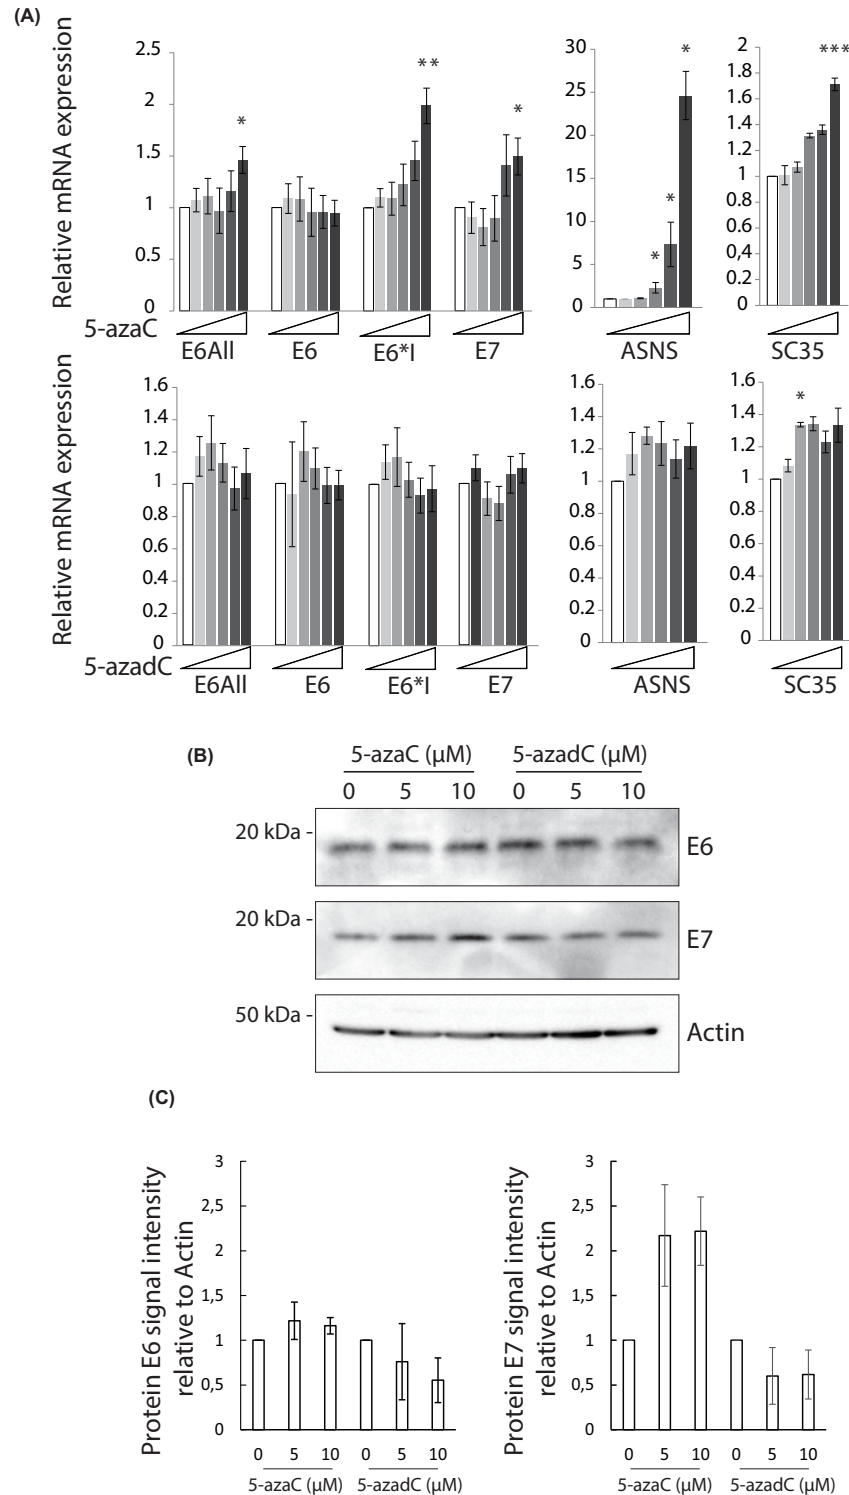 (A)
Relative mRNA expression
2.5
2
1.5
1
0.5
0
*
**
*
30
25
20
15
10
5
0
*
*
*
2
1.8
1.6
1.4
1.2
1
0.8
0.6
0.4
0.2
0
***
5-azaC
E6All
E6
E6*I
E7
ASNS
SC35
Relative mRNA expression
1.6
1.4
1.2
1
0.8
0.6
0.4
0.2
0
1.6
1.4
1.2
1
0.8
0.6
0.4
0.2
0
1.6
1.4
1.2
1
0.8
0.6
0.4
0.2
0
*
5-azadC
E6All
E6
E6*I
E7
ASNS
SC35
(B)
5-azaC (μM) 5-azadC (μM)
0 5 10 0 5 10
20 kDa - E6
20 kDa - E7
50 kDa - Actin
(C)
Protein E6 signal intensity
relative to Actin
3
2,5
2
1,5
1
0,5
0
0 5 10 0 5 10
5-azaC (μM) 5-azadC (μM)
Protein E7 signal intensity
relative to Actin
3
2,5
2
1,5
1
0,5
0
0 5 10 0 5 10
5-azaC (μM) 5-azadC (μM)